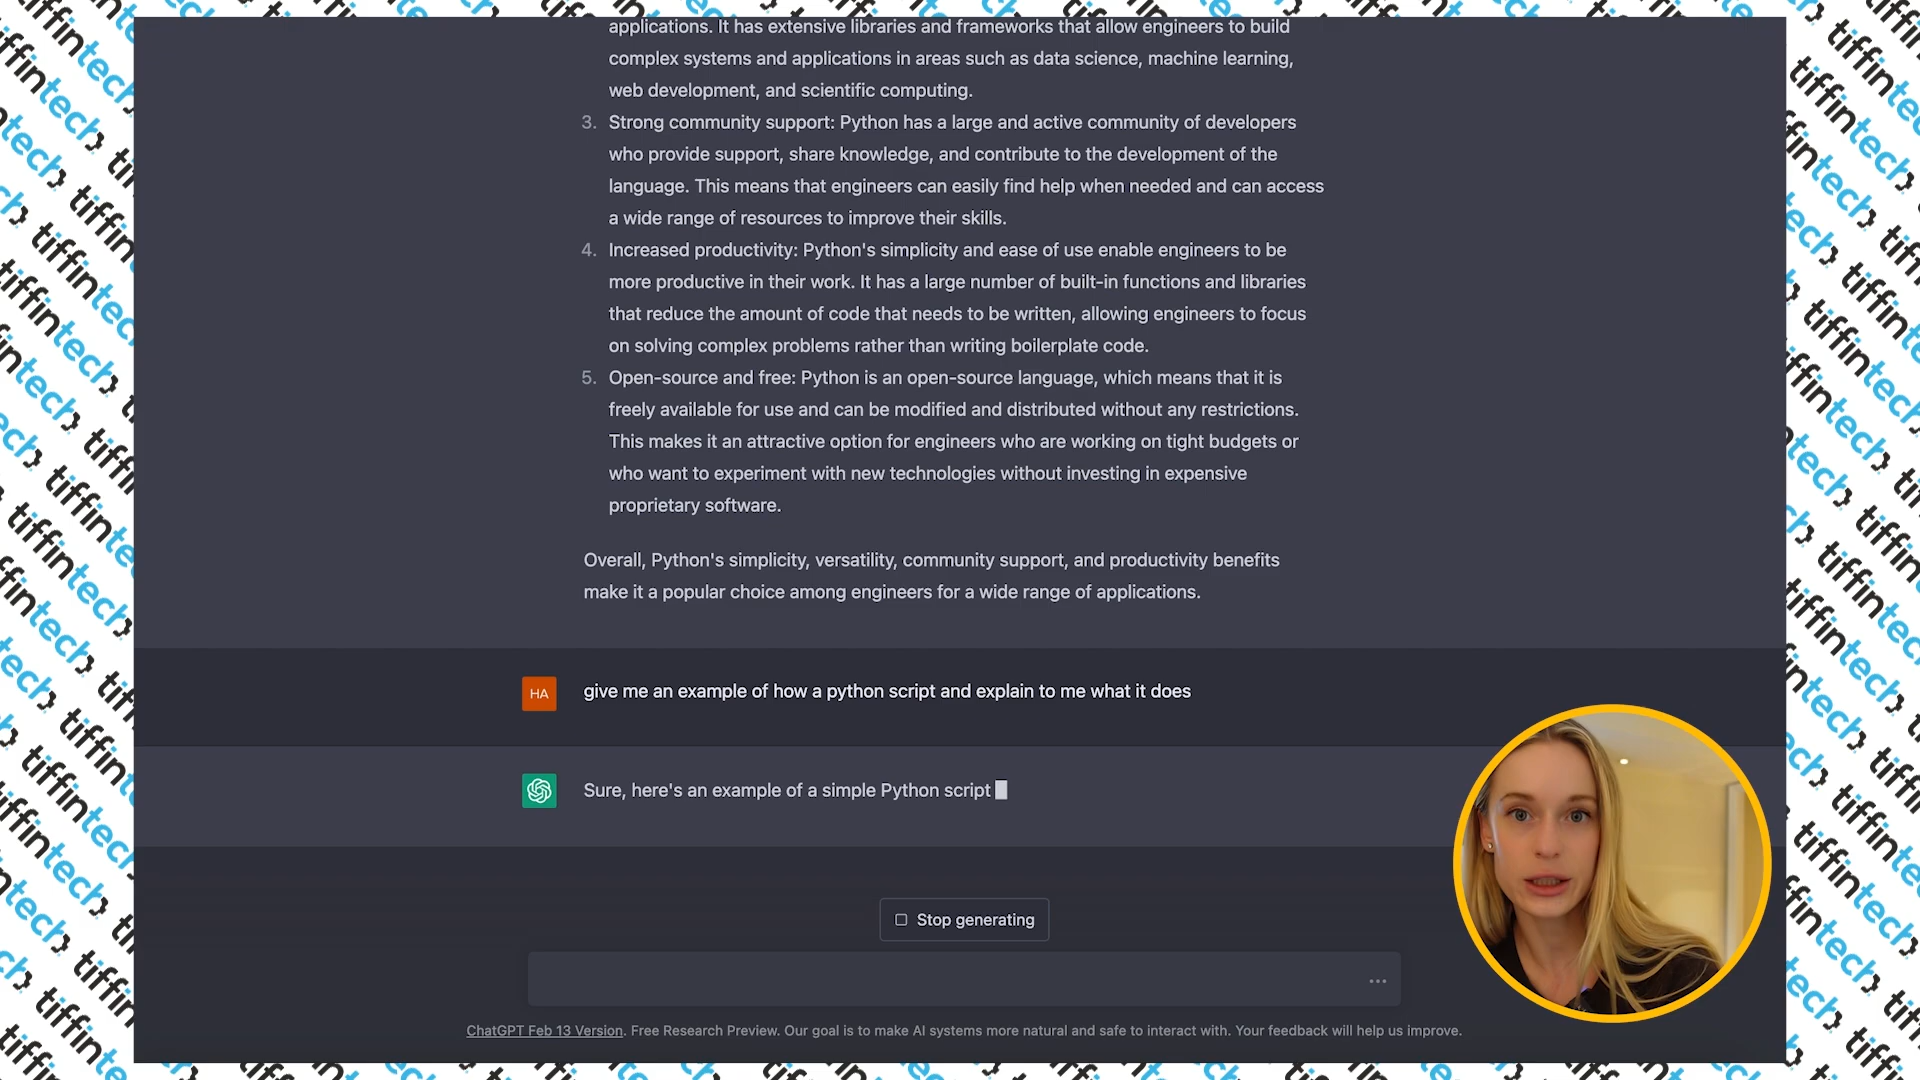 applications. It has extensive libraries and frameworks that allow engineers to build
complex systems and applications in areas such as data science, machine learning,
web development, and scientific computing.
3. Strong community support: Python has a large and active community of developers
who provide support, share knowledge, and contribute to the development of the
language. This means that engineers can easily find help when needed and can access
a wide range of resources to improve their skills.
4. Increased productivity: Python's simplicity and ease of use enable engineers to be
more productive in their work. It has a large number of built-in functions and libraries
that reduce the amount of code that needs to be written, allowing engineers to focus
on solving complex problems rather than writing boilerplate code.
5. Open-source and free: Python is an open-source language, which means that it is
freely available for use and can be modified and distributed without any restrictions.
This makes it an attractive option for engineers who are working on tight budgets or
who want to experiment with new technologies without investing in expensive
proprietary software.
Overall, Python's simplicity, versatility, community support, and productivity benefits
make it a popular choice among engineers for a wide range of applications.
HA give me an example of how a python script and explain to me what it does
Sure, here's an example of a simple Python script
Stop generating
ChatGPT Feb 13 Version. Free Research Preview. Our goal is to make AI systems more natural and safe to interact with. Your feedback will help us improve.
tiffintech